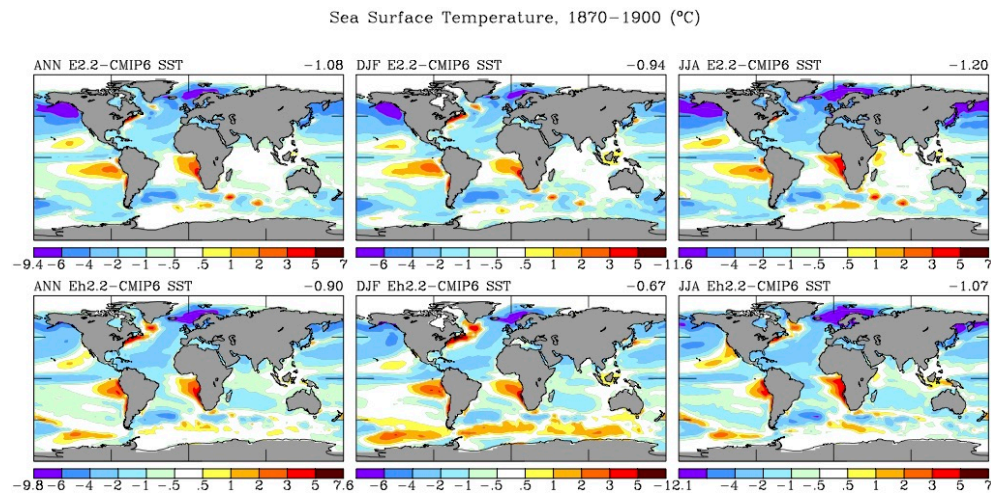 Sea Surface Temperature, 1870−1900 (°C)
ANN E2.2−CMIP6 SST −1.08 DJF E2.2−CMIP6 SST −0.94 JJA E2.2−CMIP6 SST −1.20
−9.4 −6 −4 −2 −1 −.5 .5 1 2 3 5 7 −6 −4 −2 −1 −.5 .5 1 2 3 5 −11.6 −4 −2 −1 −.5 .5 1 2 3 5 7
ANN Eh2.2−CMIP6 SST −0.90 DJF Eh2.2−CMIP6 SST −0.67 JJA Eh2.2−CMIP6 SST −1.07
−9.8 −6 −4 −2 −1 −.5 .5 1 2 3 5 7.6 −6 −4 −2 −1 −.5 .5 1 2 3 5 −12.1 −4 −2 −1 −.5 .5 1 2 3 5 7